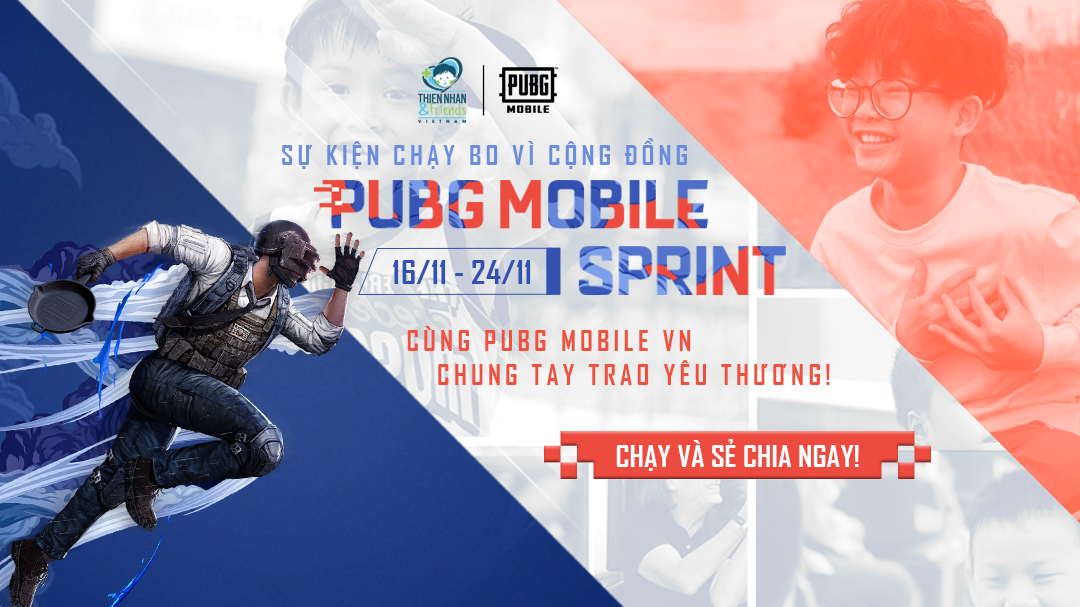 THIEN NHAN
& friends
VIETNAM
PUBG
MOBILE
SỰ KIỆN CHẠY BO VÌ CỘNG ĐỒNG
PUBG MOBILE
16/11 - 24/11 SPRINT
CÙNG PUBG MOBILE VN
CHUNG TAY TRAO YÊU THƯƠNG!
CHẠY VÀ SẺ CHIA NGAY!